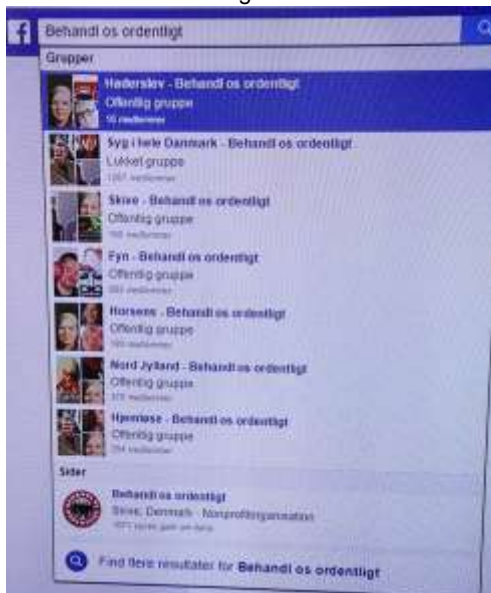 Behandl os ordentligt
Grupper
Haderslev - Behandl os ordentligt
Offentlig gruppe
Syg i hele Danmark - Behandl os ordentligt
Lukket gruppe
Skive - Behandl os ordentligt
Offentlig gruppe
Fyn - Behandl os ordentligt
Offentlig gruppe
Horsens - Behandl os ordentligt
Offentlig gruppe
Nord Jylland - Behandl os ordentligt
Offentlig gruppe
Behandl os ordentligt
Offentlig gruppe
Sider
Behandl os ordentligt
Skive, Denmark - Nonprofitorganisation
Find flere resultater for Behandl os ordentligt